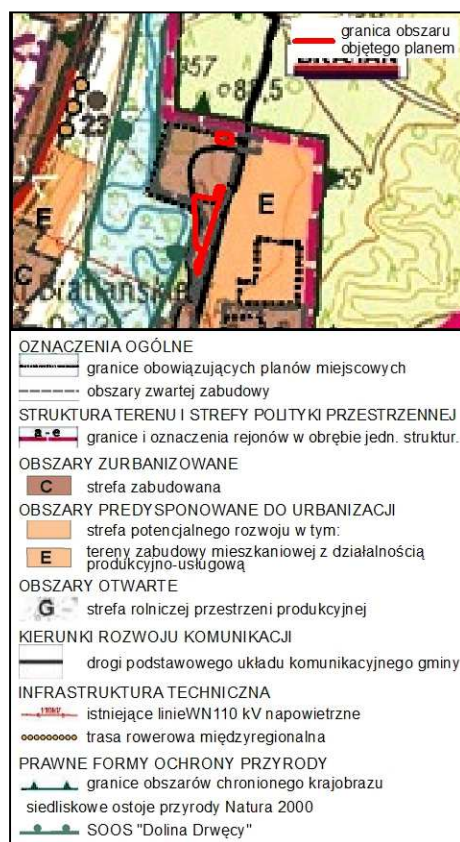 granica obszaru
objętego planem
957
88,5
23
E
E
55
C
OZNACZENIA OGÓLNE
granice obowiązujących planów miejscowych
obszary zwartej zabudowy
STRUKTURA TERENU I STREFY POLITYKI PRZESTRZENNEJ
a-e granice i oznaczenia rejonów w obrębie jedn. struktur.
OBSZARY ZURBANIZOWANE
C strefa zabudowana
OBSZARY PREDYSPONOWANE DO URBANIZACJI
strefa potencjalnego rozwoju w tym:
E tereny zabudowy mieszkaniowej z działalnością
produkcyjno-usługową
OBSZARY OTWARTE
G strefa rolniczej przestrzeni produkcyjnej
KIERUNKI ROZWOJU KOMUNIKACJI
drogi podstawowego układu komunikacyjnego gminy
INFRASTRUKTURA TECHNICZNA
110kV istniejące linieWN110 kV napowietrzne
trasa rowerowa międzyregionalna
PRAWNE FORMY OCHRONY PRZYRODY
granice obszarów chronionego krajobrazu
siedliskowe ostoje przyrody Natura 2000
SOOS "Dolina Drwęcy"